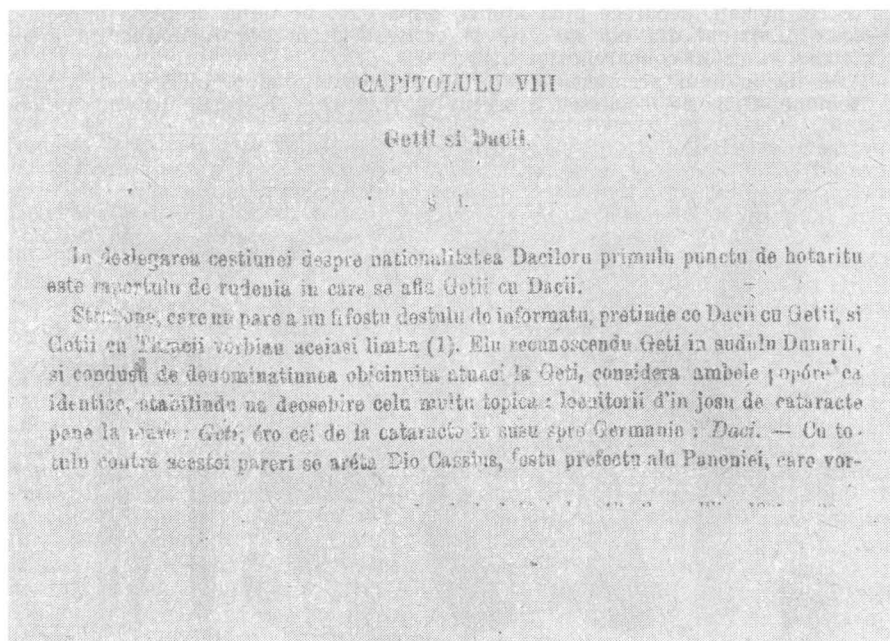 CAPITOLULU VIII
Getii si Dacii.
§ 1.
In deslegarea cestiunei despre nationalitatea Daciloru primulu punctu de hotaritu
este raportulu de rudenia in care se afla Getii cu Dacii.
Strabone, care nu pare a nu fi fostu destulu de informatu, pretinde co Dacii cu Getii, si
Getii cu Thracii vorbiau aceiasi limba (1). Elu recunoscendu Geti in sudulu Dunarii,
si condusu de denominatiunea obicinuita atunci la Geti, considera ambele popóre ca
identice, stabilindu na deosebire celu multu topica : locuitorii d'in josu de cataracte
pene la mare : Geti, éro cei de la cataracte in susu spre Germania : Daci. — Cu to-
tulu contra acestei pareri se aréta Dio Cassius, fostu prefectu alu Panoniei, care vor-